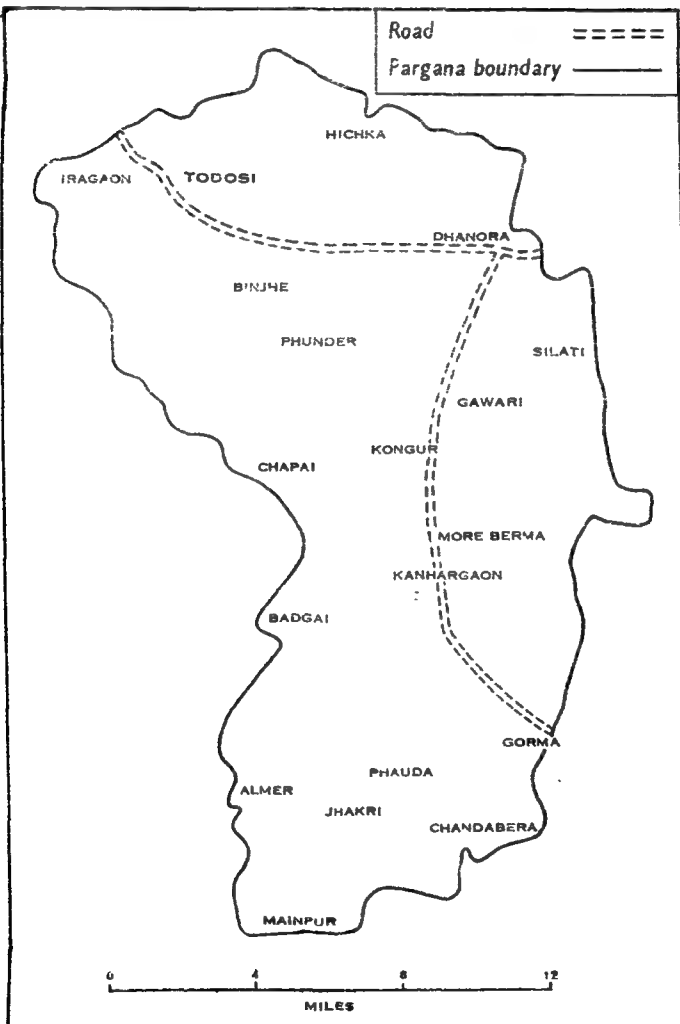 Road
Pargana boundary
HICHKA
IRAGAON
TODOSI
DHANORA
BINJHE
PHUNDER
SILATI
GAWARI
KONGUR
CHAPAI
MORE BERMA
KANHARGAON
BADGAI
GORMA
PHAUDA
ALMER
JHAKRI
CHANDABERA
MAINPUR
0 4 8 12
MILES